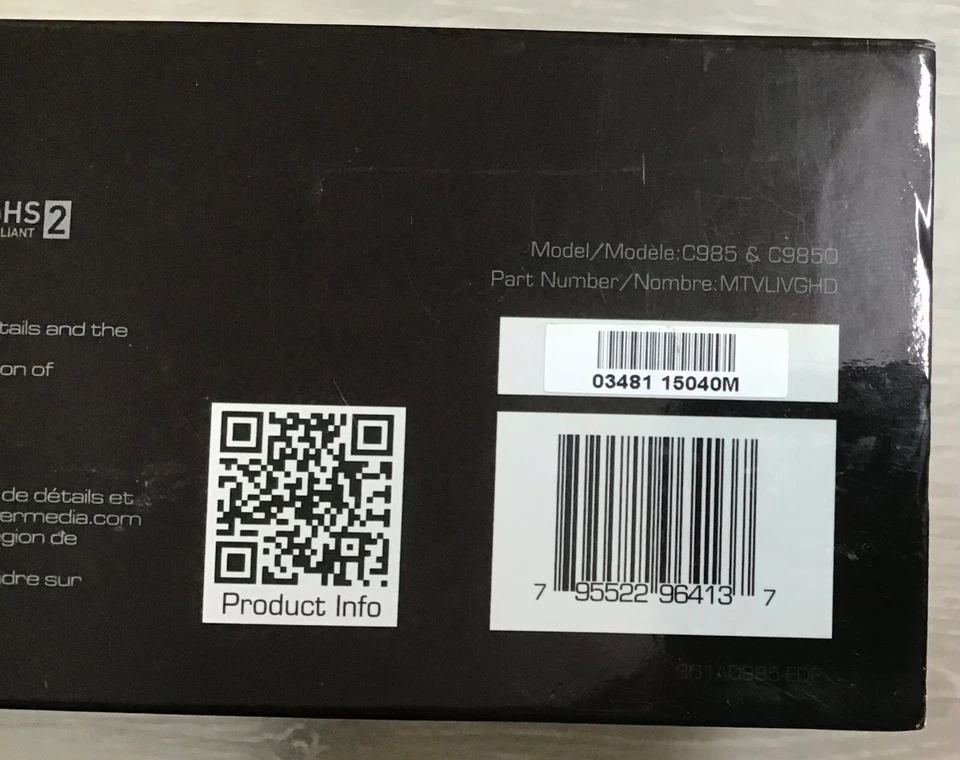 HS 2
LIANT
Model/Modèle:C985 & C985Q
Part Number/Nombre:MTVLIVGHD
tails and the
on of
03481 15040M
de détails et
ermedia.com
gion de
dre sur
Product Info
7 95522 96413 7